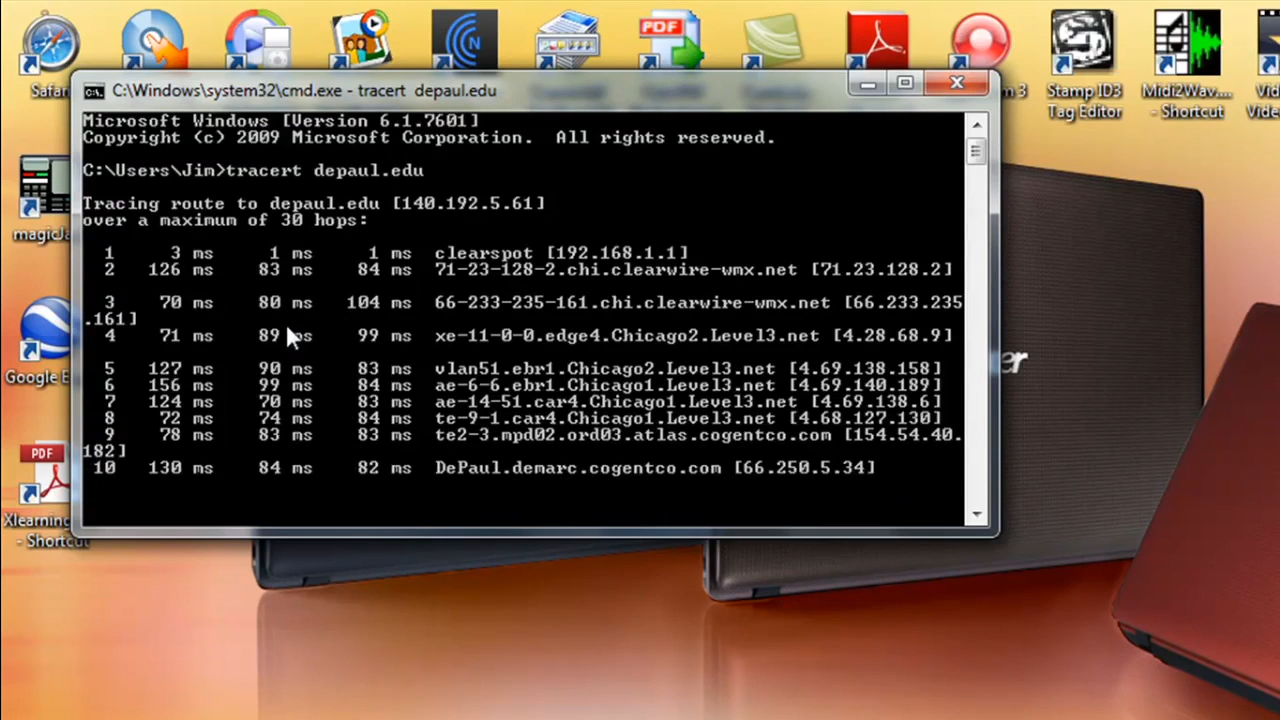 C:\Windows\system32\cmd.exe - tracert depaul.edu
Microsoft Windows [Version 6.1.7601]
Copyright (c) 2009 Microsoft Corporation. All rights reserved.
C:\Users\Jim>tracert depaul.edu
Tracing route to depaul.edu [140.192.5.61]
over a maximum of 30 hops:
1 3 ms 1 ms 1 ms clearspot [192.168.1.1]
2 126 ms 83 ms 84 ms 71-23-128-2.chi.clearwire-wmx.net [71.23.128.2]
3 70 ms 80 ms 104 ms 66-233-235-161.chi.clearwire-wmx.net [66.233.235
.161]
4 71 ms 89 ms 99 ms xe-11-0-0.edge4.Chicago2.Level3.net [4.28.68.9]
5 127 ms 90 ms 83 ms vlan51.ebr1.Chicago2.Level3.net [4.69.138.158]
6 156 ms 99 ms 84 ms ae-6-6.ebr1.Chicago1.Level3.net [4.69.140.189]
7 124 ms 70 ms 83 ms ae-14-51.car4.Chicago1.Level3.net [4.69.138.6]
8 72 ms 74 ms 84 ms te-9-1.car4.Chicago1.Level3.net [4.68.127.130]
9 78 ms 83 ms 83 ms te2-3.mpd02.ord03.atlas.cogentco.com [154.54.40.
182]
10 130 ms 84 ms 82 ms DePaul.demarc.cogentco.com [66.250.5.34]
Safari
PDF
N
Stamp ID3
Tag Editor
Midi2Wav....
- Shortcut
Google E
PDF
Xlearning
- Shortcut